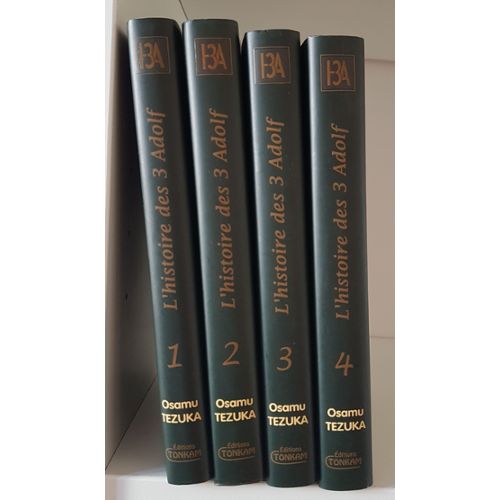 H3A
L'histoire des 3 Adolf
1
Osamu
TEZUKA
Editions
TONKAM
H3A
L'histoire des 3 Adolf
2
Osamu
TEZUKA
Editions
TONKAM
H3A
L'histoire des 3 Adolf
3
Osamu
TEZUKA
Editions
TONKAM
H3A
L'histoire des 3 Adolf
4
Osamu
TEZUKA
Editions
TONKAM